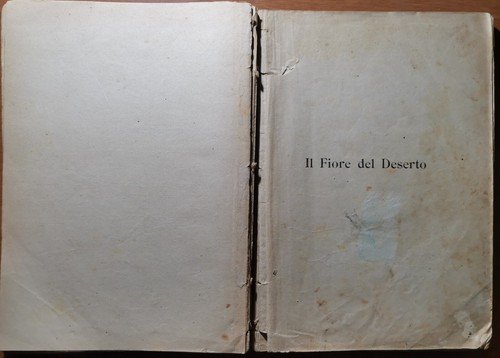 Il Fiore del Deserto